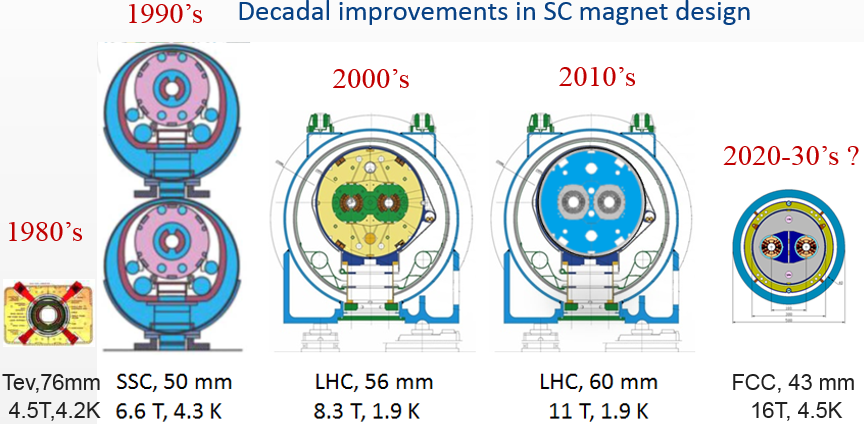 Decadal improvements in SC magnet design
1980’s
Tev,76mm
4.5T,4.2K
1990’s
SSC, 50 mm
6.6 T, 4.3 K
2000’s
LHC, 56 mm
8.3 T, 1.9 K
2010’s
LHC, 60 mm
11 T, 1.9 K
2020-30’s ?
FCC, 43 mm
16T, 4.5K